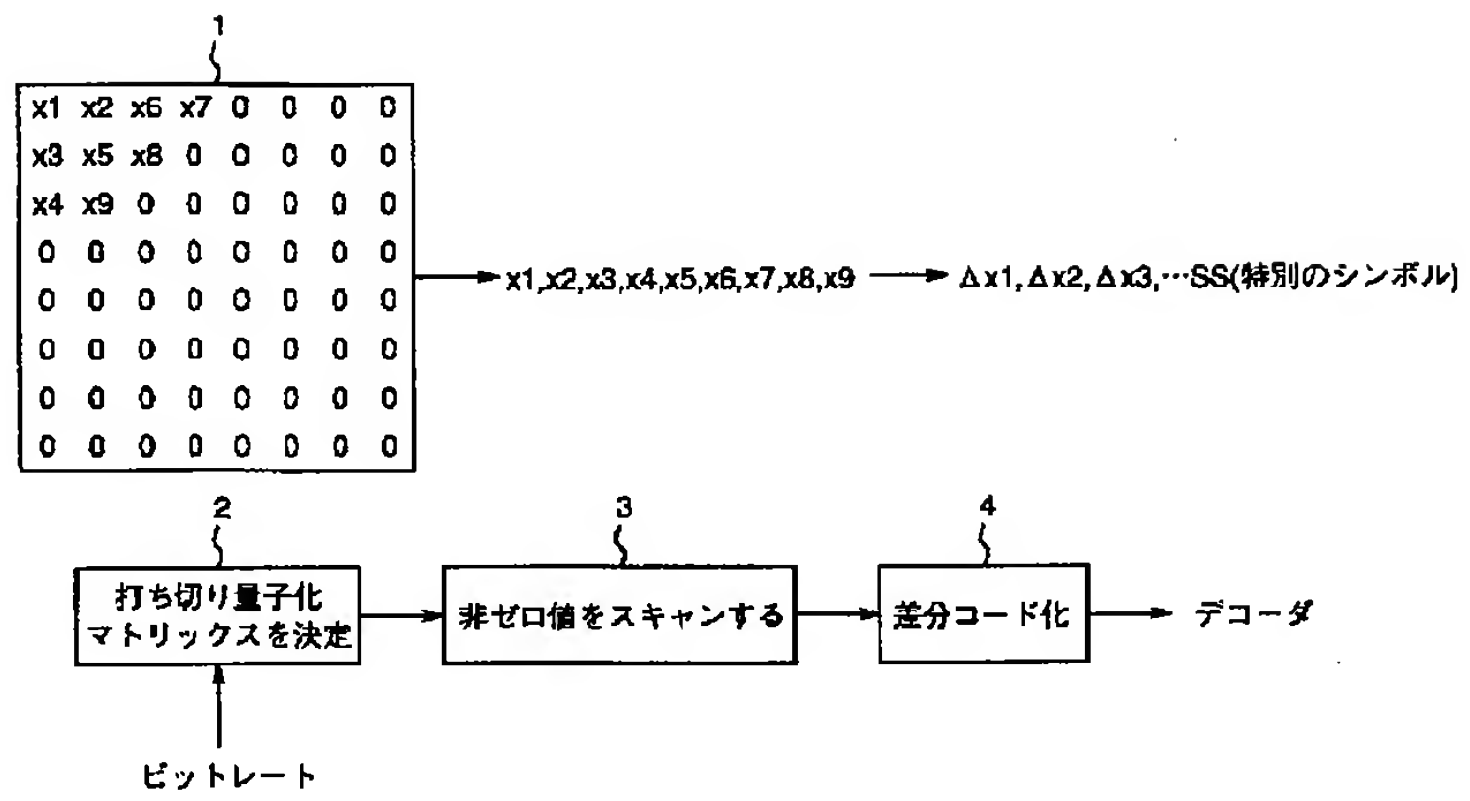 1
x1 x2 x6 x7 0 0 0 0
x3 x5 x8 0 0 0 0 0
x4 x9 0 0 0 0 0 0
0 0 0 0 0 0 0 0
0 0 0 0 0 0 0 0
0 0 0 0 0 0 0 0
0 0 0 0 0 0 0 0
0 0 0 0 0 0 0 0
x1,x2,x3,x4,x5,x6,x7,x8,x9
Δx1,Δx2,Δx3,…SS(特別のシンボル)
2
打ち切り量子化
マトリックスを決定
3
非ゼロ値をスキャンする
4
差分コード化
デコーダ
ビットレート